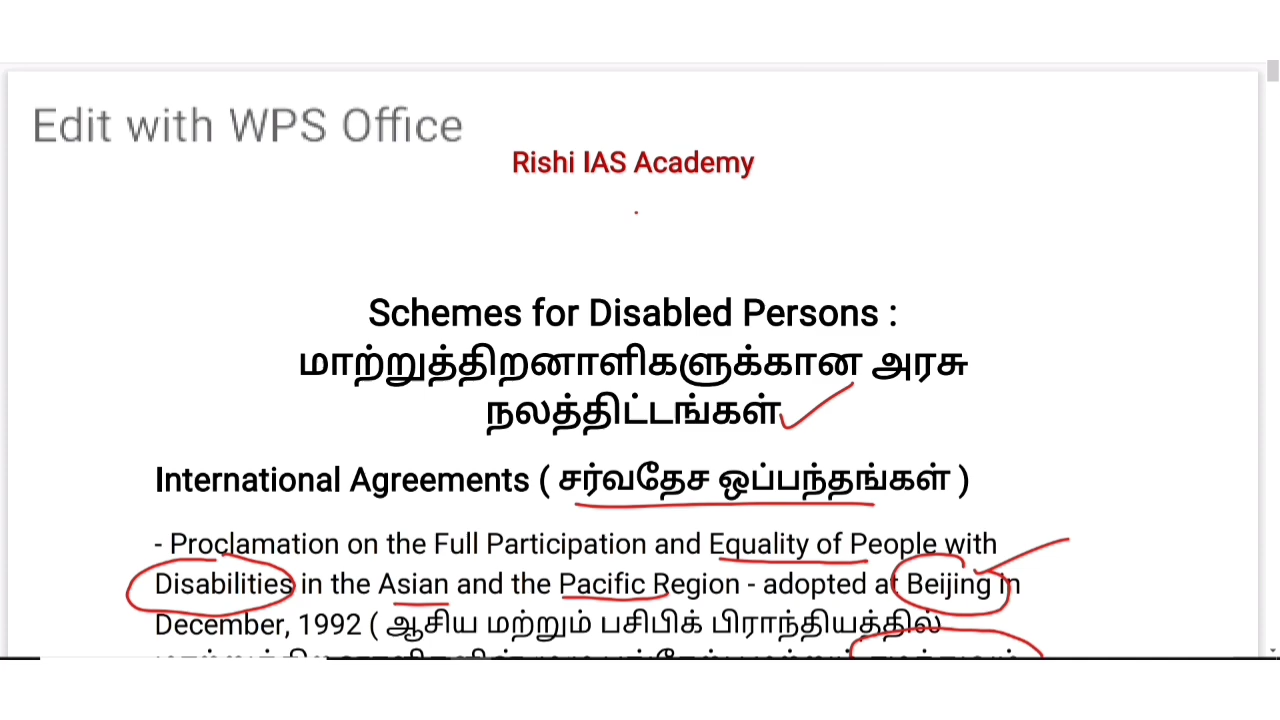 Edit with WPS Office
Rishi IAS Academy
Schemes for Disabled Persons :
மாற்றுத்திறனாளிகளுக்கான அரசு
நலத்திட்டங்கள்
International Agreements ( சர்வதேச ஒப்பந்தங்கள் )
- Proclamation on the Full Participation and Equality of People with
Disabilities in the Asian and the Pacific Region - adopted at Beijing in
December, 1992 ( ஆசிய மற்றும் பசிபிக் பிராந்தியத்தில்